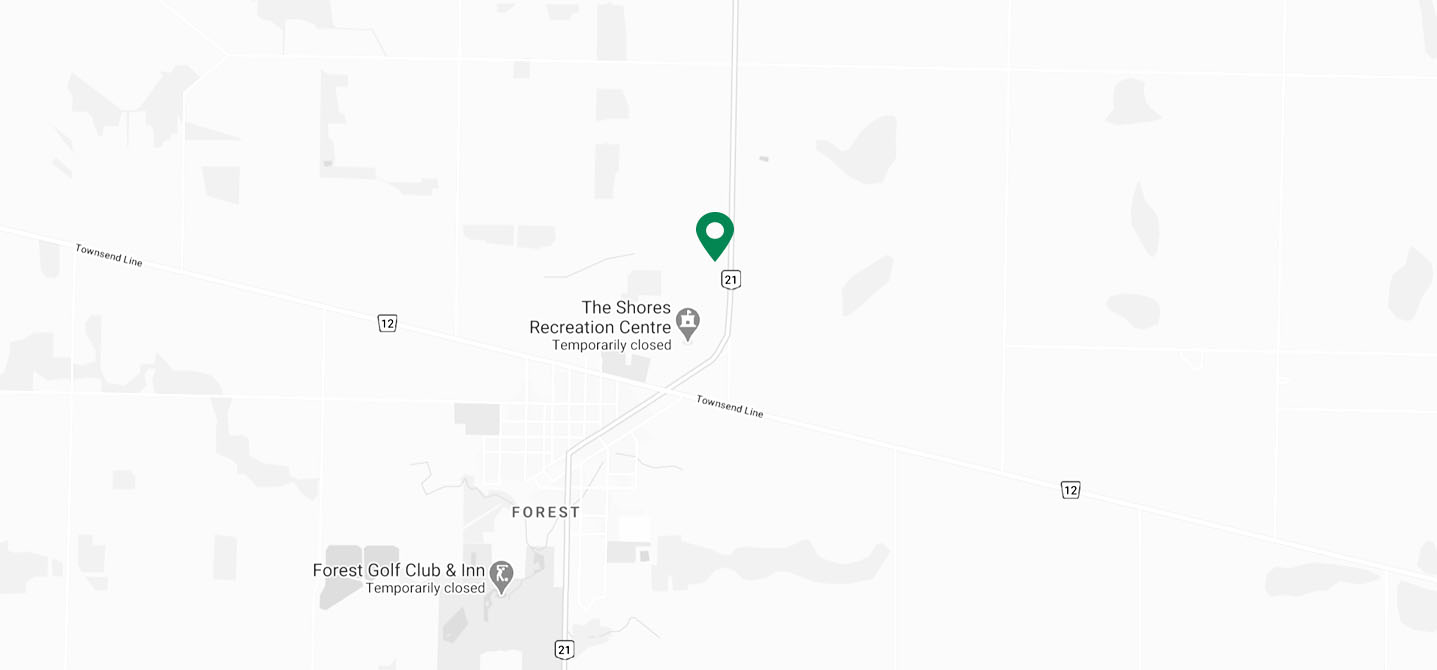 Townsend Line
21
The Shores
Recreation Centre
Temporarily closed
12
Townsend Line
12
FOREST
Forest Golf Club & Inn
Temporarily closed
21